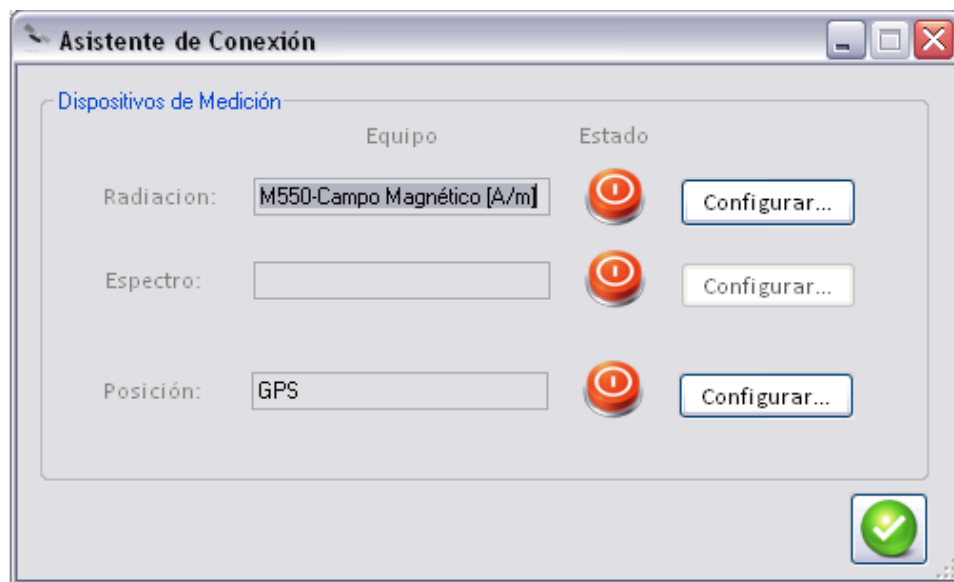 Asistente de Conexión
Dispositivos de Medición
Equipo Estado
Radiacion: M550-Campo Magnético [A/m] Configurar...
Espectro: Configurar...
Posición: GPS Configurar...